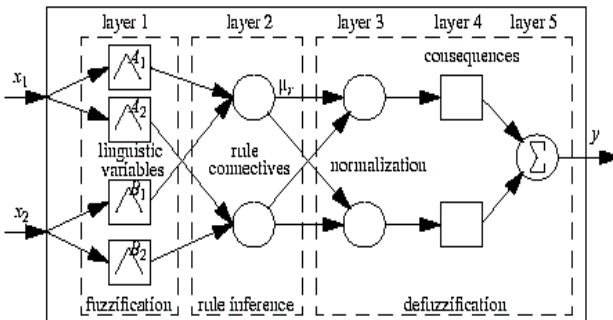 layer 1 layer 2 layer 3 layer 4 layer 5
A1
consequences
x1
μr
A2
y
linguistic variables
rule connectives
normalization
Σ
B1
x2
B2
fuzzification
rule inference
defuzzification